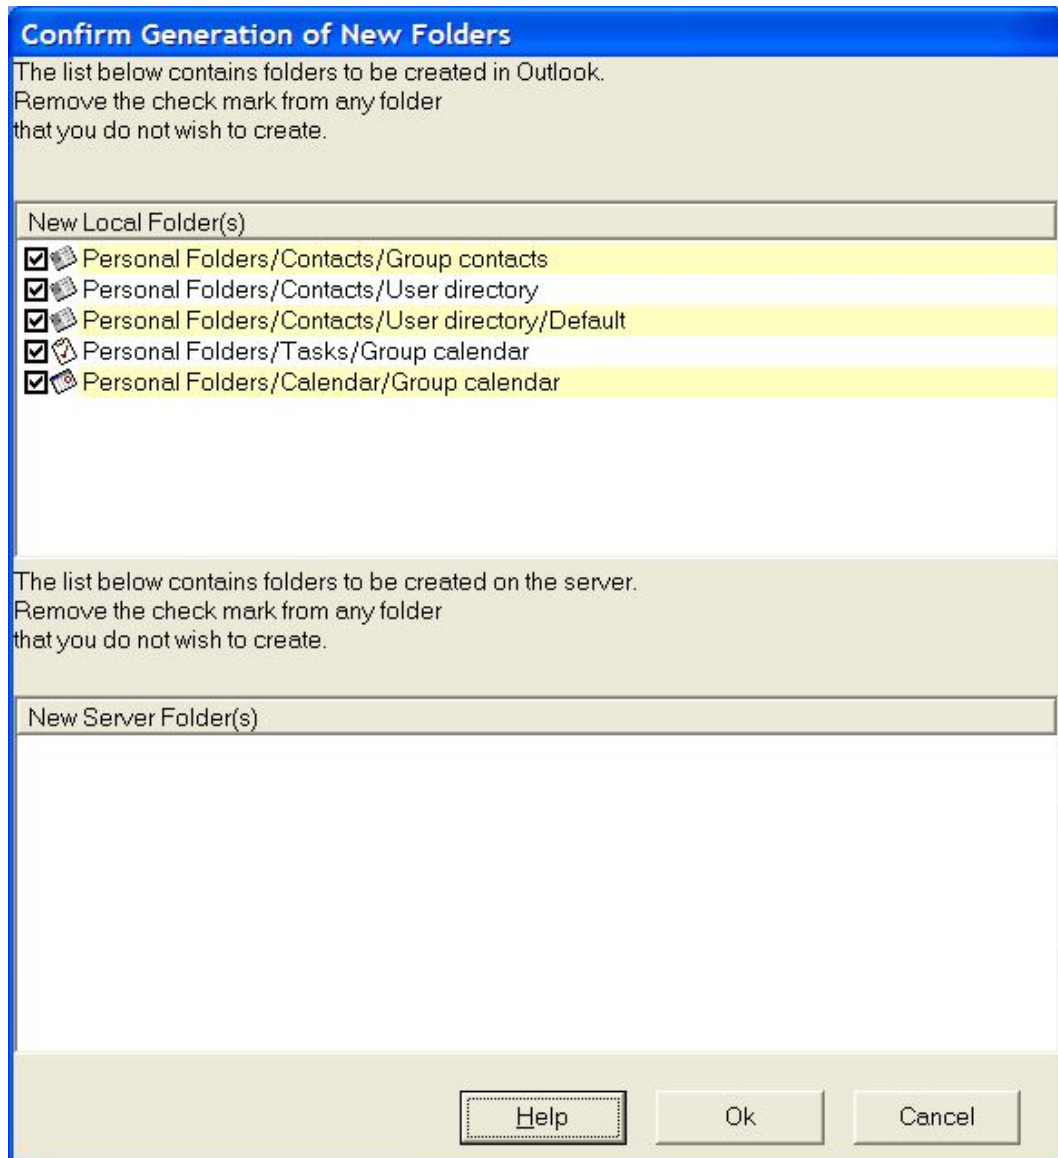 Confirm Generation of New Folders
The list below contains folders to be created in Outlook.
Remove the check mark from any folder
that you do not wish to create.
New Local Folder(s)
Personal Folders/Contacts/Group contacts
Personal Folders/Contacts/User directory
Personal Folders/Contacts/User directory/Default
Personal Folders/Tasks/Group calendar
Personal Folders/Calendar/Group calendar
The list below contains folders to be created on the server.
Remove the check mark from any folder
that you do not wish to create.
New Server Folder(s)
Help Ok Cancel